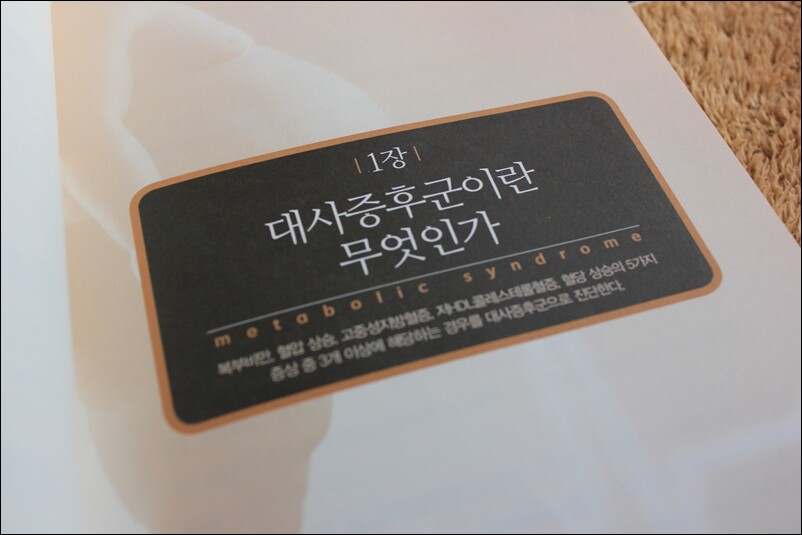 |1장|
대사증후군이란
무엇인가
metabolic syndrome
복부비만, 혈압 상승, 고중성지방혈증, 저HDL콜레스테롤혈증, 혈당 상승의 5가지
증상 중 3개 이상에 해당하는 경우를 대사증후군으로 진단한다.